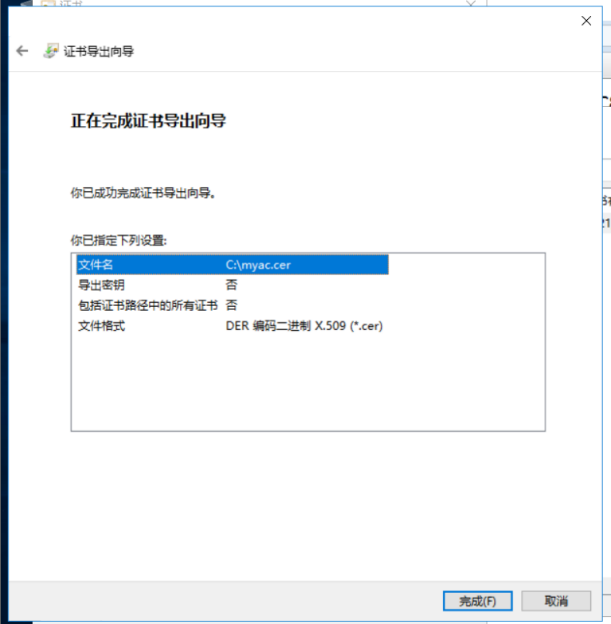 证书
证书导出向导
正在完成证书导出向导
你已成功完成证书导出向导。
你已指定下列设置:
文件名 C:\myac.cer
导出密钥 否
包括证书路径中的所有证书 否
文件格式 DER 编码二进制 X.509 (*.cer)
完成(F) 取消